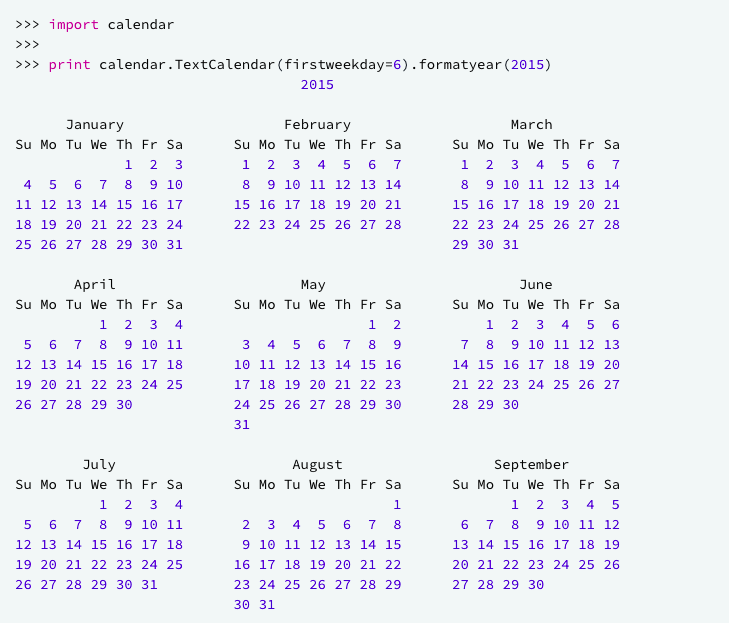 >>> import calendar
>>>
>>> print calendar.TextCalendar(firstweekday=6).formatyear(2015)
                                  2015

      January                   February                   March
Su Mo Tu We Th Fr Sa      Su Mo Tu We Th Fr Sa      Su Mo Tu We Th Fr Sa
             1  2  3       1  2  3  4  5  6  7       1  2  3  4  5  6  7
 4  5  6  7  8  9 10       8  9 10 11 12 13 14       8  9 10 11 12 13 14
11 12 13 14 15 16 17      15 16 17 18 19 20 21      15 16 17 18 19 20 21
18 19 20 21 22 23 24      22 23 24 25 26 27 28      22 23 24 25 26 27 28
25 26 27 28 29 30 31                                29 30 31

       April                      May                       June
Su Mo Tu We Th Fr Sa      Su Mo Tu We Th Fr Sa      Su Mo Tu We Th Fr Sa
          1  2  3  4                      1  2          1  2  3  4  5  6
 5  6  7  8  9 10 11       3  4  5  6  7  8  9       7  8  9 10 11 12 13
12 13 14 15 16 17 18      10 11 12 13 14 15 16      14 15 16 17 18 19 20
19 20 21 22 23 24 25      17 18 19 20 21 22 23      21 22 23 24 25 26 27
26 27 28 29 30            24 25 26 27 28 29 30      28 29 30
                          31

        July                     August                  September
Su Mo Tu We Th Fr Sa      Su Mo Tu We Th Fr Sa      Su Mo Tu We Th Fr Sa
          1  2  3  4                         1             1  2  3  4  5
 5  6  7  8  9 10 11       2  3  4  5  6  7  8       6  7  8  9 10 11 12
12 13 14 15 16 17 18       9 10 11 12 13 14 15      13 14 15 16 17 18 19
19 20 21 22 23 24 25      16 17 18 19 20 21 22      20 21 22 23 24 25 26
26 27 28 29 30 31         23 24 25 26 27 28 29      27 28 29 30
                          30 31